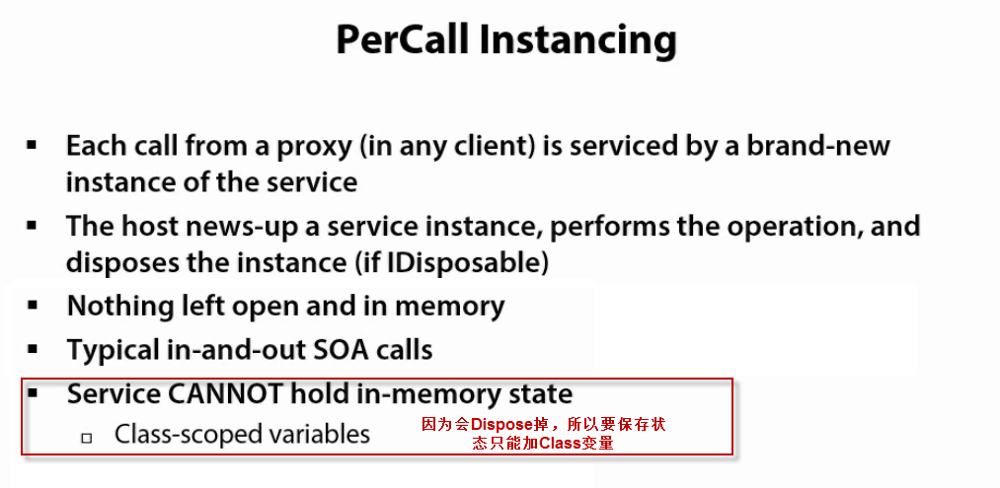 PerCall Instancing
▪ Each call from a proxy (in any client) is serviced by a brand-new
instance of the service
▪ The host news-up a service instance, performs the operation, and
disposes the instance (if IDisposable)
▪ Nothing left open and in memory
▪ Typical in-and-out SOA calls
▪ Service CANNOT hold in-memory state
□ Class-scoped variables
因为会Dispose掉，所以要保存状
态只能加Class变量